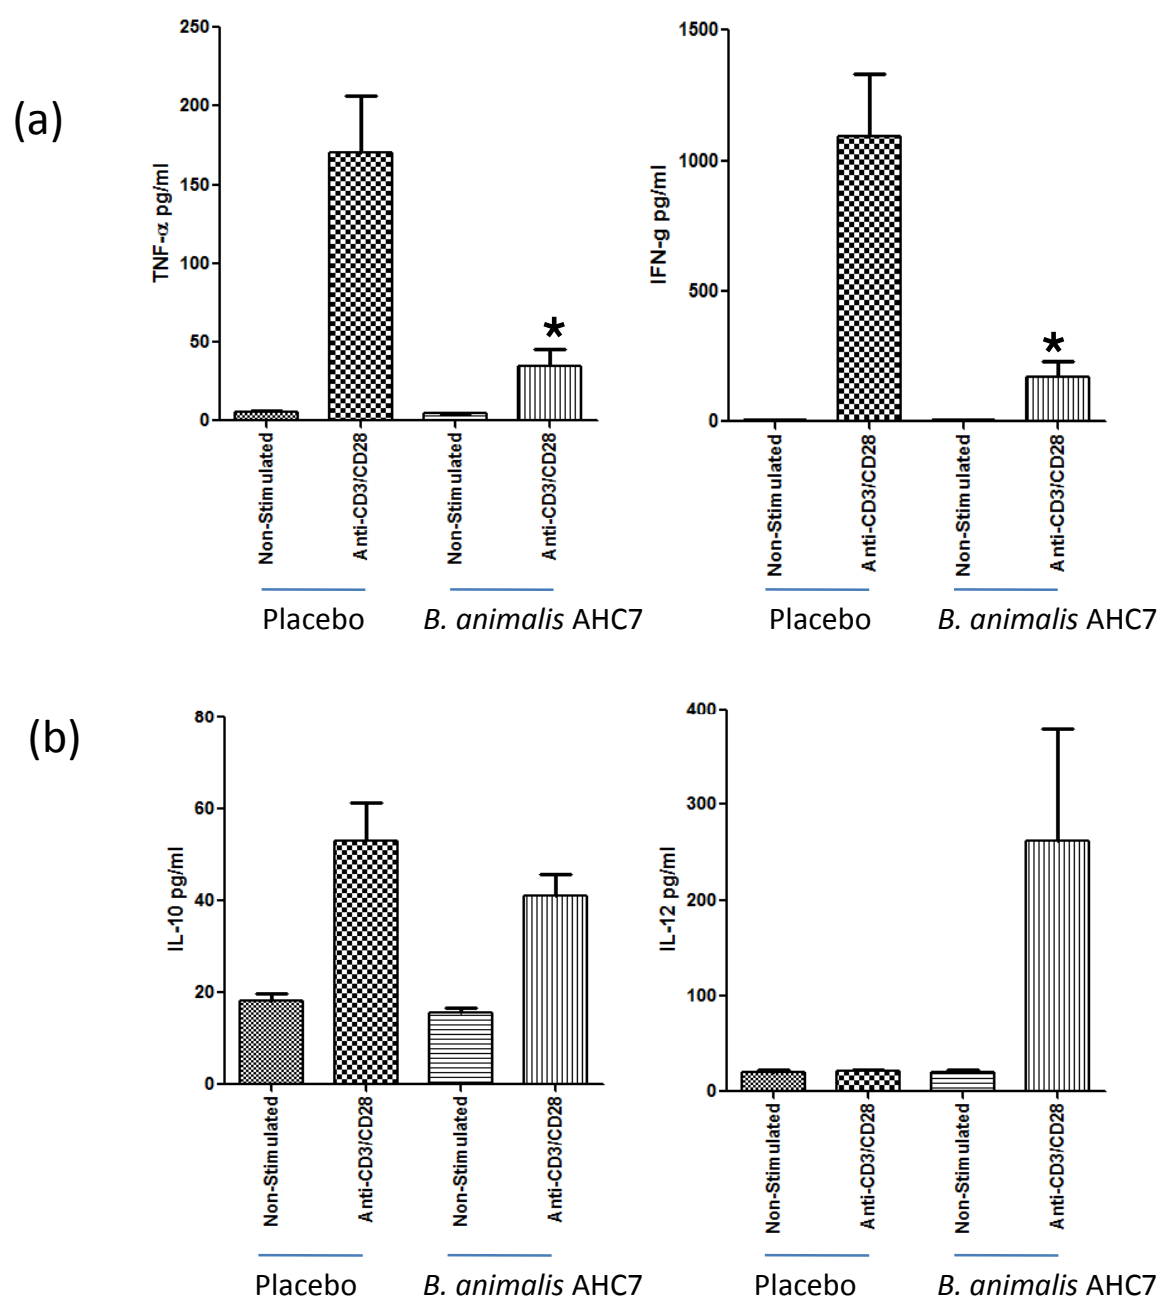 (a)
250
200
150
100
50
0
TNF-α pg/ml
Non-Stimulated
Anti-CD3/CD28
Non-Stimulated
Anti-CD3/CD28
Placebo
B. animalis AHC7
1500
1000
500
0
IFN-g pg/ml
Non-Stimulated
Anti-CD3/CD28
Non-Stimulated
Anti-CD3/CD28
Placebo
B. animalis AHC7
*
*
(b)
80
60
40
20
0
IL-10 pg/ml
Non-Stimulated
Anti-CD3/CD28
Non-Stimulated
Anti-CD3/CD28
Placebo
B. animalis AHC7
400
300
200
100
0
IL-12 pg/ml
Non-Stimulated
Anti-CD3/CD28
Non-Stimulated
Anti-CD3/CD28
Placebo
B. animalis AHC7